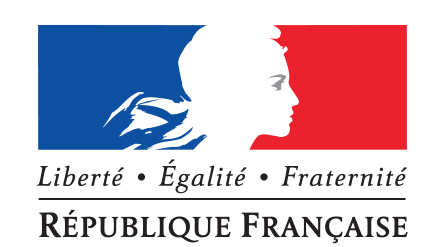 Liberté • Égalité • Fraternité
RÉPUBLIQUE FRANÇAISE